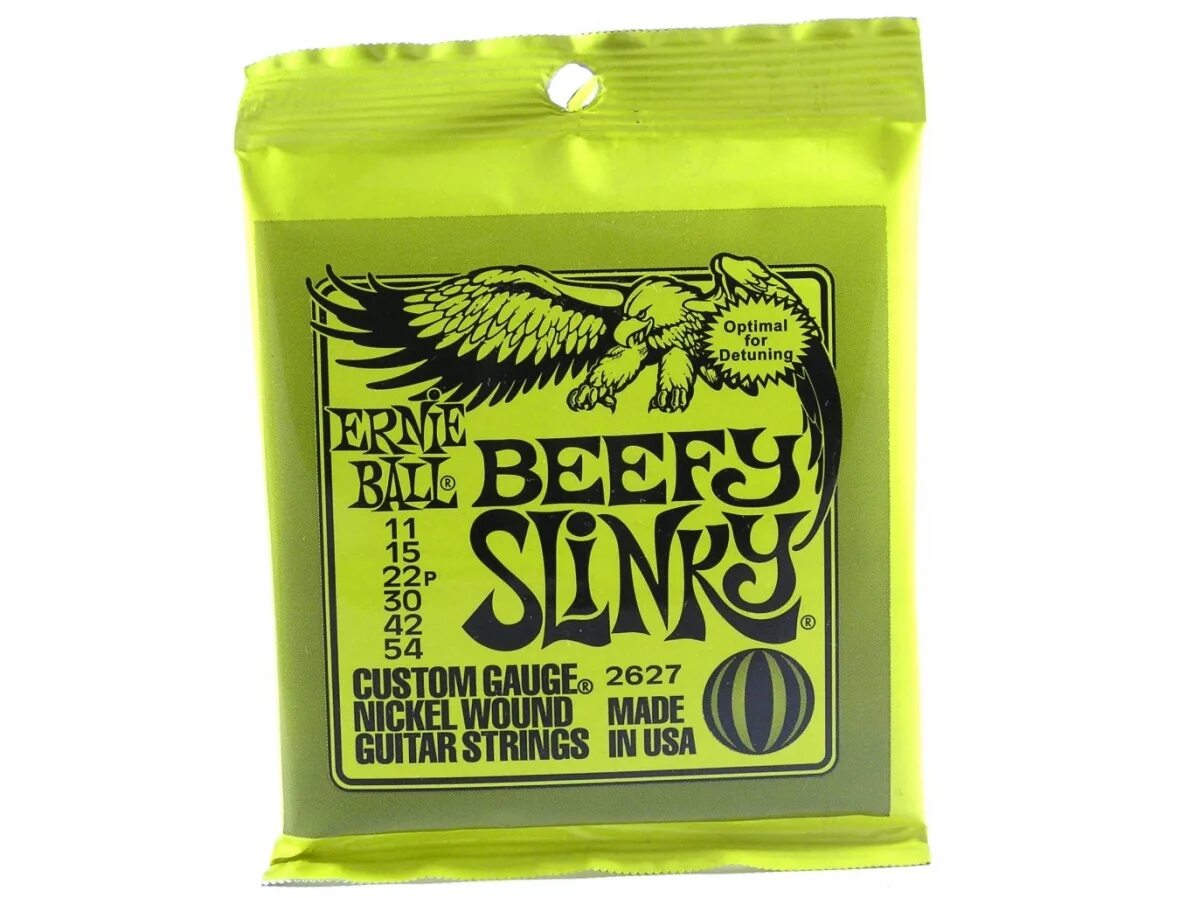 Optimal
for
Detuning
ERNiE
BALL®
BEEFY
SLiNKY®
11
15
22P
30
42
54
CUSTOM GAUGE®
NICKEL WOUND
GUITAR STRINGS
2627
MADE
IN USA